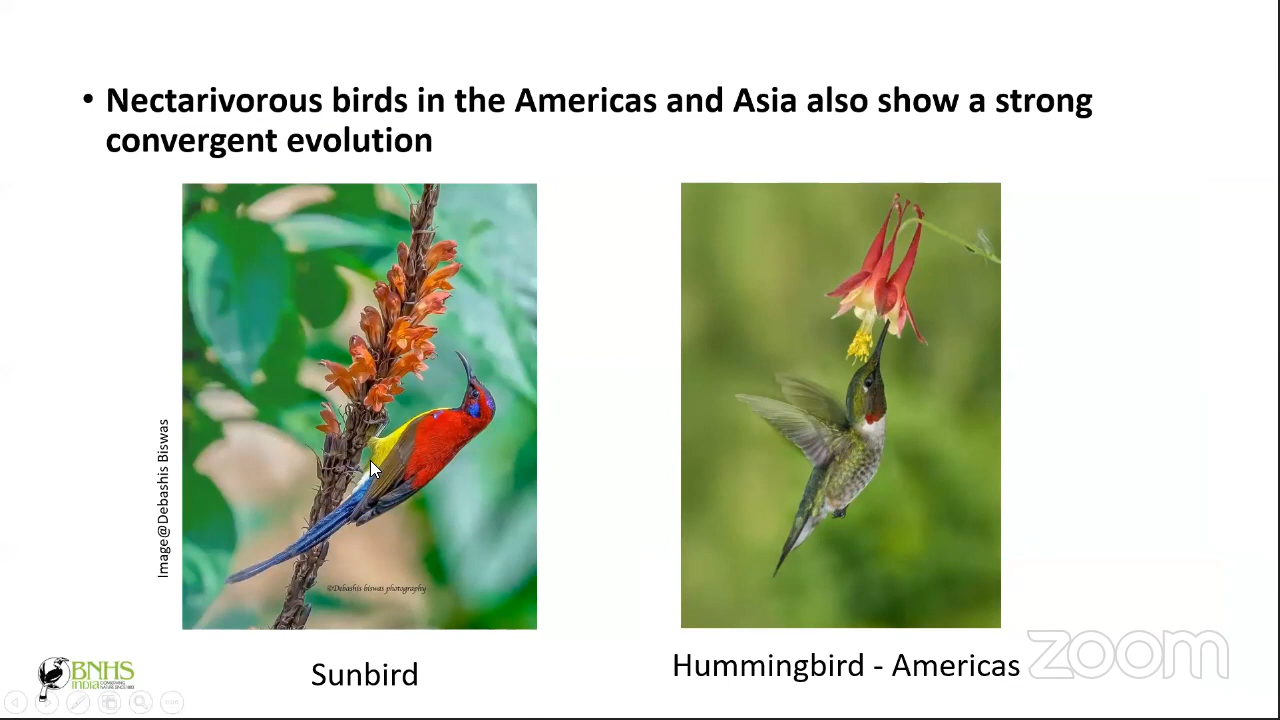 • Nectarivorous birds in the Americas and Asia also show a strong
convergent evolution
Image@Debashis Biswas
©Debashis biswas photography
Sunbird
Hummingbird - Americas
BNHS
India
zoom